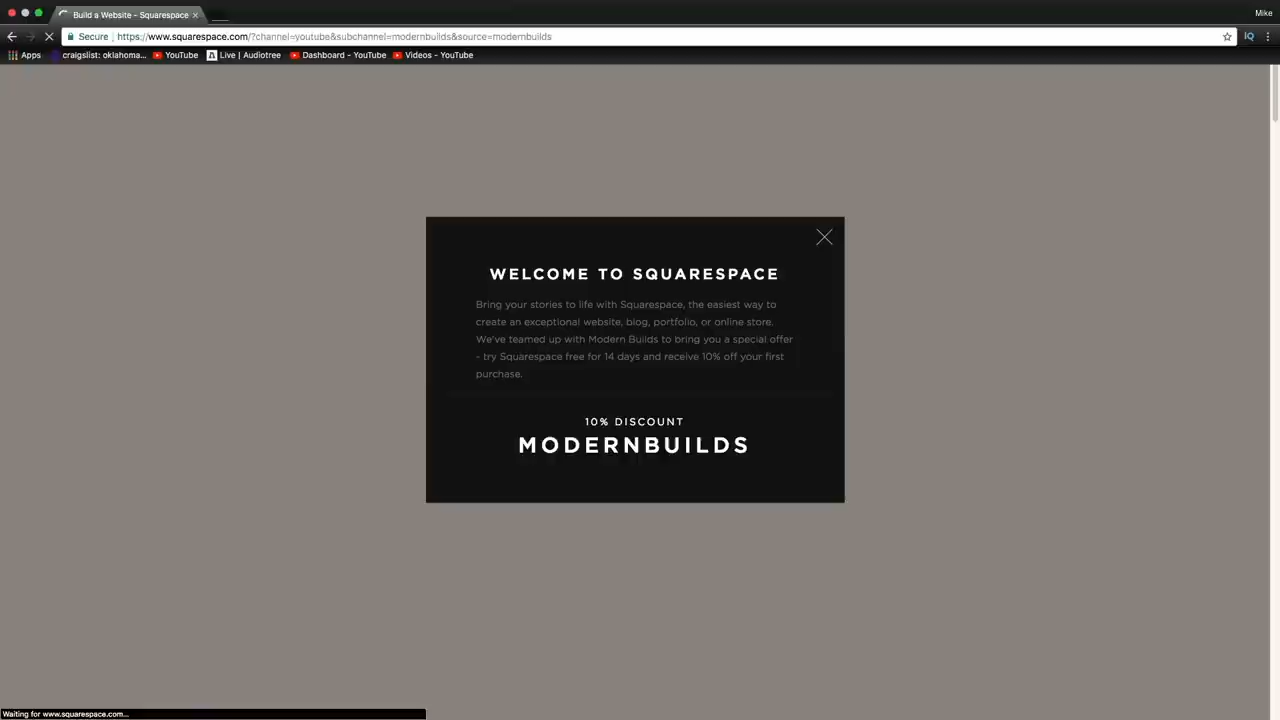 Build a Website - Squarespace
Mike
Secure https://www.squarespace.com/?channel=youtube&subchannel=modernbuilds&source=modernbuilds
IQ
Apps craigslist: oklahoma... YouTube Live | Audiotree Dashboard - YouTube Videos - YouTube
WELCOME TO SQUARESPACE
Bring your stories to life with Squarespace, the easiest way to
create an exceptional website, blog, portfolio, or online store.
We've teamed up with Modern Builds to bring you a special offer
- try Squarespace free for 14 days and receive 10% off your first
purchase.
10% DISCOUNT
MODERNBUILDS
Waiting for www.squarespace.com...